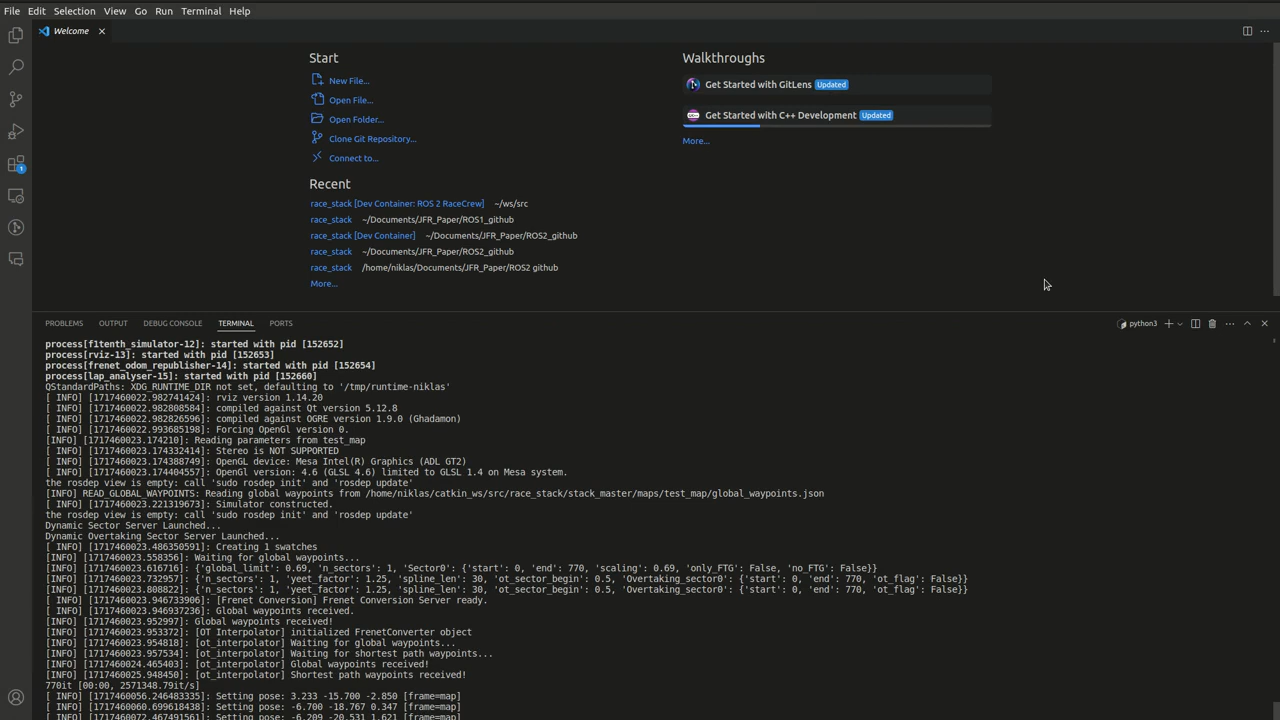 File Edit Selection View Go Run Terminal Help
Welcome
Start
New File...
Open File...
Open Folder...
Clone Git Repository...
Connect to...
Recent
race_stack [Dev Container: ROS 2 RaceCrew] ~/ws/src
race_stack ~/Documents/JFR_Paper/ROS1_github
race_stack [Dev Container] ~/Documents/JFR_Paper/ROS2_github
race_stack ~/Documents/JFR_Paper/ROS2_github
race_stack /home/niklas/Documents/JFR_Paper/ROS2 github
More...
Walkthroughs
Get Started with GitLens Updated
Get Started with C++ Development Updated
More...
1
PROBLEMS OUTPUT DEBUG CONSOLE TERMINAL PORTS
python3
process[f1tenth_simulator-12]: started with pid [152652]
process[rviz-13]: started with pid [152653]
process[frenet_odom_republisher-14]: started with pid [152654]
process[lap_analyser-15]: started with pid [152660]
QStandardPaths: XDG_RUNTIME_DIR not set, defaulting to '/tmp/runtime-niklas'
[ INFO] [1717460022.982741424]: rviz version 1.14.20
[ INFO] [1717460022.982808584]: compiled against Qt version 5.12.8
[ INFO] [1717460022.982826596]: compiled against OGRE version 1.9.0 (Ghadamon)
[ INFO] [1717460022.993685198]: Forcing OpenGl version 0.
[INFO] [1717460023.174210]: Reading parameters from test_map
[ INFO] [1717460023.174332414]: Stereo is NOT SUPPORTED
[ INFO] [1717460023.174388749]: OpenGL device: Mesa Intel(R) Graphics (ADL GT2)
[ INFO] [1717460023.174404557]: OpenGl version: 4.6 (GLSL 4.6) limited to GLSL 1.4 on Mesa system.
the rosdep view is empty: call 'sudo rosdep init' and 'rosdep update'
[INFO] READ_GLOBAL_WAYPOINTS: Reading global waypoints from /home/niklas/catkin_ws/src/race_stack/stack_master/maps/test_map/global_waypoints.json
[ INFO] [1717460023.221319673]: Simulator constructed.
the rosdep view is empty: call 'sudo rosdep init' and 'rosdep update'
Dynamic Sector Server Launched...
Dynamic Overtaking Sector Server Launched...
[ INFO] [1717460023.486350591]: Creating 1 swatches
[INFO] [1717460023.558356]: Waiting for global waypoints...
[INFO] [1717460023.616716]: {'global_limit': 0.69, 'n_sectors': 1, 'Sector0': {'start': 0, 'end': 770, 'scaling': 0.69, 'only_FTG': False, 'no_FTG': False}}
[INFO] [1717460023.732957]: {'n_sectors': 1, 'yeet_factor': 1.25, 'spline_len': 30, 'ot_sector_begin': 0.5, 'Overtaking_sector0': {'start': 0, 'end': 770, 'ot_flag': False}}
[INFO] [1717460023.808822]: {'n_sectors': 1, 'yeet_factor': 1.25, 'spline_len': 30, 'ot_sector_begin': 0.5, 'Overtaking_sector0': {'start': 0, 'end': 770, 'ot_flag': False}}
[ INFO] [1717460023.946733906]: [Frenet Conversion] Frenet Conversion Server ready.
[ INFO] [1717460023.946937236]: Global waypoints received.
[INFO] [1717460023.952997]: Global waypoints received!
[INFO] [1717460023.953372]: [OT Interpolator] initialized FrenetConverter object
[INFO] [1717460023.954818]: [ot_interpolator] Waiting for global waypoints...
[INFO] [1717460023.957534]: [ot_interpolator] Waiting for shortest path waypoints...
[INFO] [1717460024.465403]: [ot_interpolator] Global waypoints received!
[INFO] [1717460025.948450]: [ot_interpolator] Shortest path waypoints received!
770it [00:00, 2571348.79it/s]
[ INFO] [1717460056.246483335]: Setting pose: 3.233 -15.700 -2.850 [frame=map]
[ INFO] [1717460060.699618438]: Setting pose: -6.700 -18.767 0.347 [frame=map]
[ INFO] [1717460072.467491561]: Setting pose: -6.209 -20.531 1.621 [frame=map]